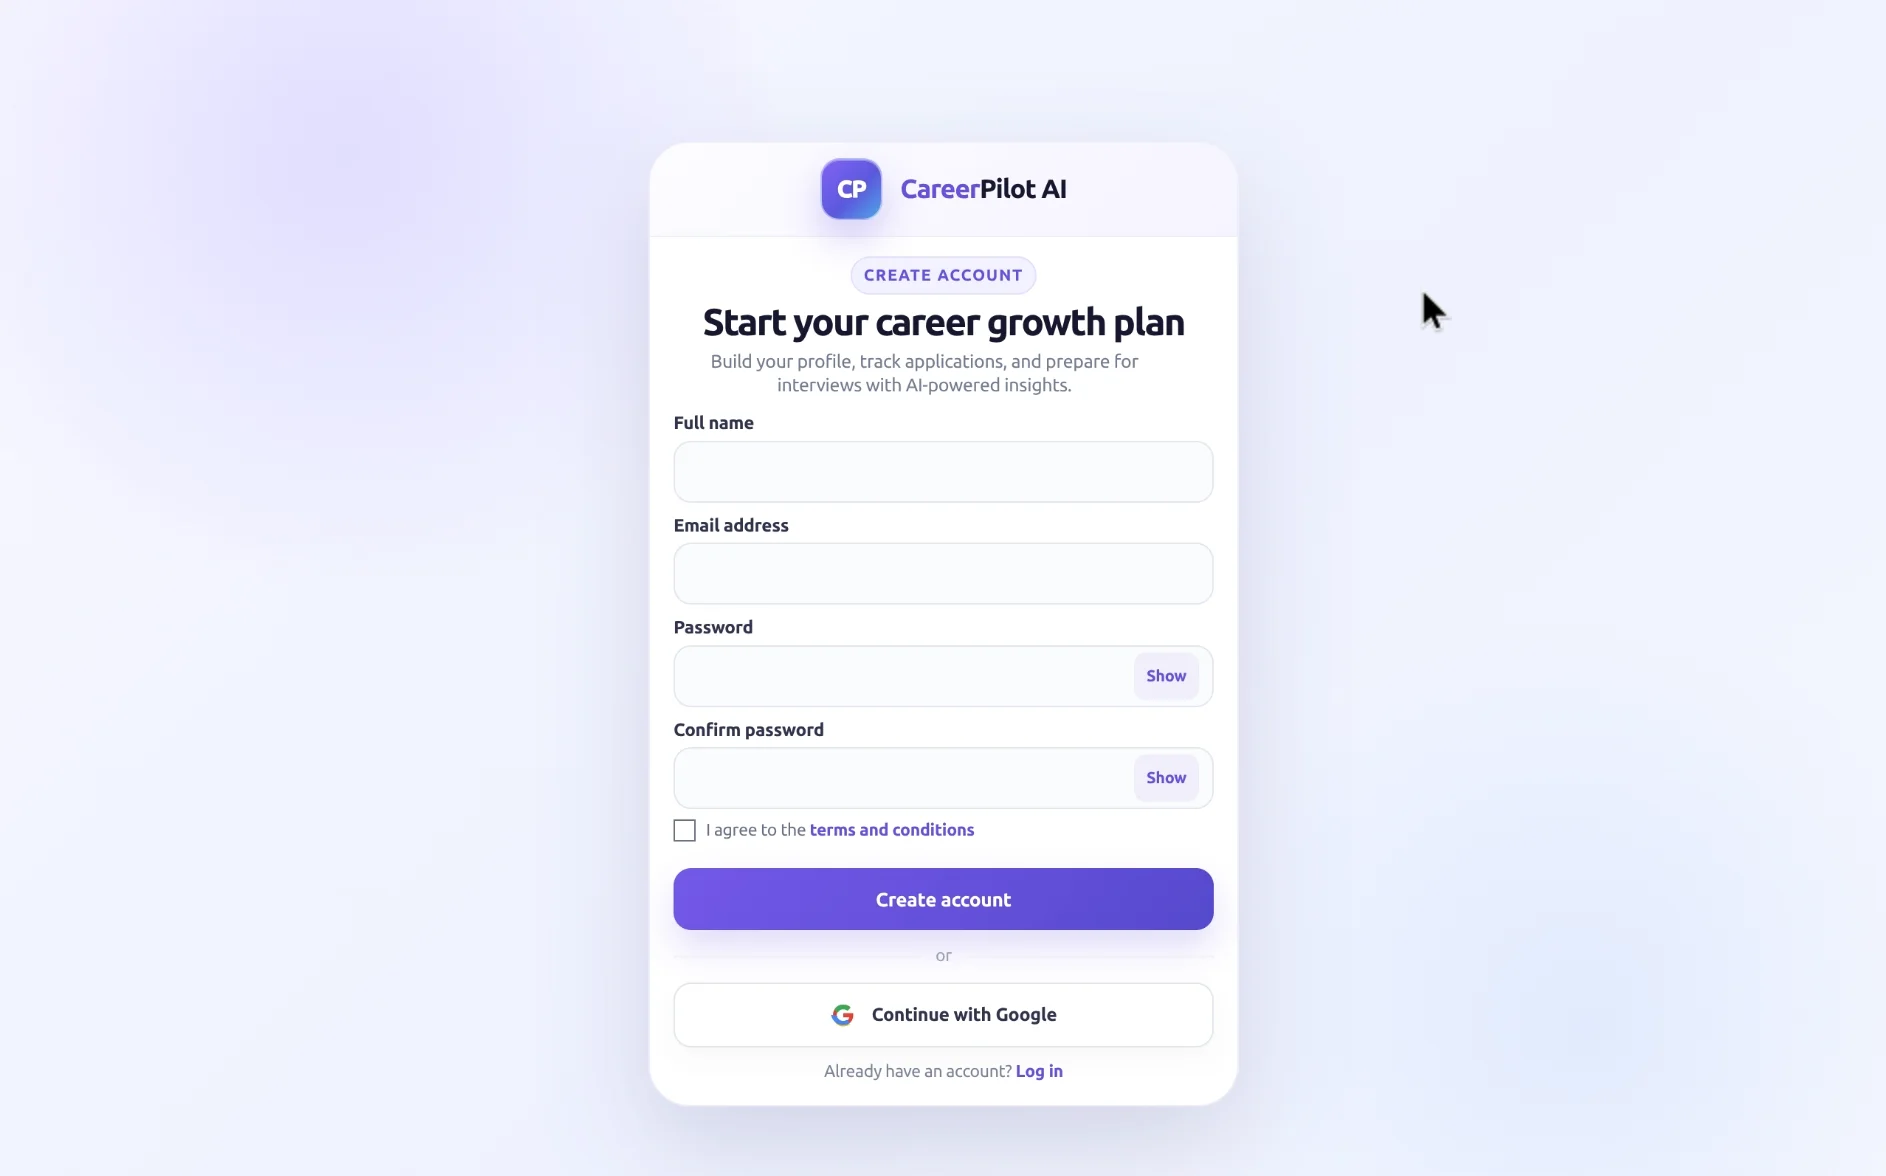 CP
CareerPilot AI
CREATE ACCOUNT
Start your career growth plan
Build your profile, track applications, and prepare for
interviews with AI-powered insights.
Full name
Email address
Password
Show
Confirm password
Show
I agree to the terms and conditions
Create account
or
Continue with Google
Already have an account? Log in